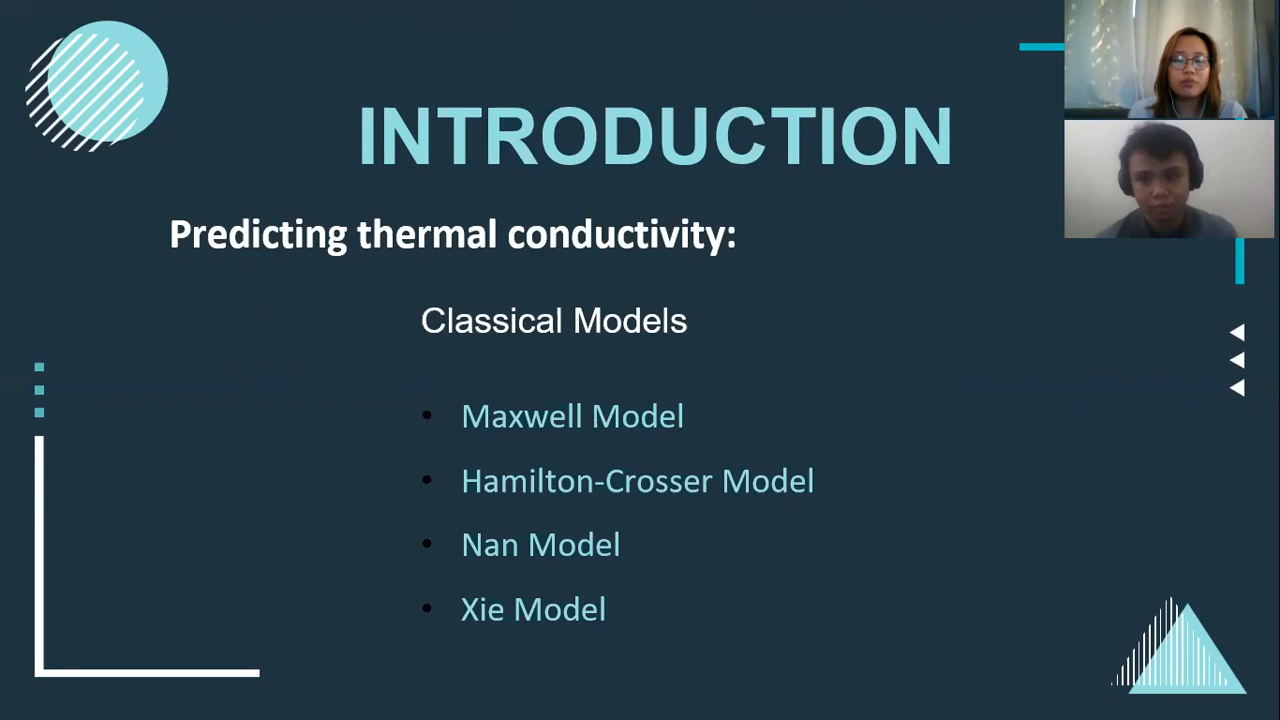 INTRODUCTION
Predicting thermal conductivity:
Classical Models
• Maxwell Model
• Hamilton-Crosser Model
• Nan Model
• Xie Model